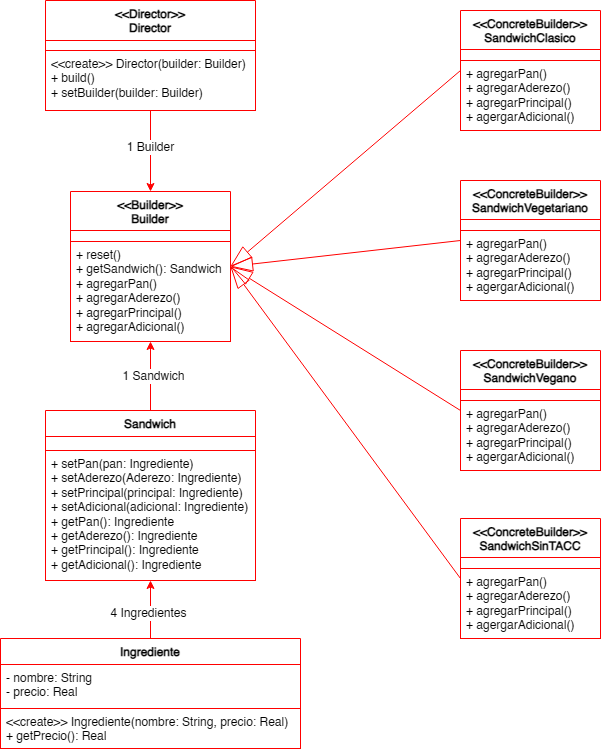 <<Director>>
Director
<<create>> Director(builder: Builder)
+ build()
+ setBuilder(builder: Builder)
1 Builder
<<Builder>>
Builder
+ reset()
+ getSandwich(): Sandwich
+ agregarPan()
+ agregarAderezo()
+ agregarPrincipal()
+ agregarAdicional()
1 Sandwich
Sandwich
+ setPan(pan: Ingrediente)
+ setAderezo(Aderezo: Ingrediente)
+ setPrincipal(principal: Ingrediente)
+ setAdicional(adicional: Ingrediente)
+ getPan(): Ingrediente
+ getAderezo(): Ingrediente
+ getPrincipal(): Ingrediente
+ getAdicional(): Ingrediente
4 Ingredientes
Ingrediente
- nombre: String
- precio: Real
<<create>> Ingrediente(nombre: String, precio: Real)
+ getPrecio(): Real
<<ConcreteBuilder>>
SandwichClasico
+ agregarPan()
+ agregarAderezo()
+ agregarPrincipal()
+ agergarAdicional()
<<ConcreteBuilder>>
SandwichVegetariano
+ agregarPan()
+ agregarAderezo()
+ agregarPrincipal()
+ agergarAdicional()
<<ConcreteBuilder>>
SandwichVegano
+ agregarPan()
+ agregarAderezo()
+ agregarPrincipal()
+ agergarAdicional()
<<ConcreteBuilder>>
SandwichSinTACC
+ agregarPan()
+ agregarAderezo()
+ agregarPrincipal()
+ agergarAdicional()